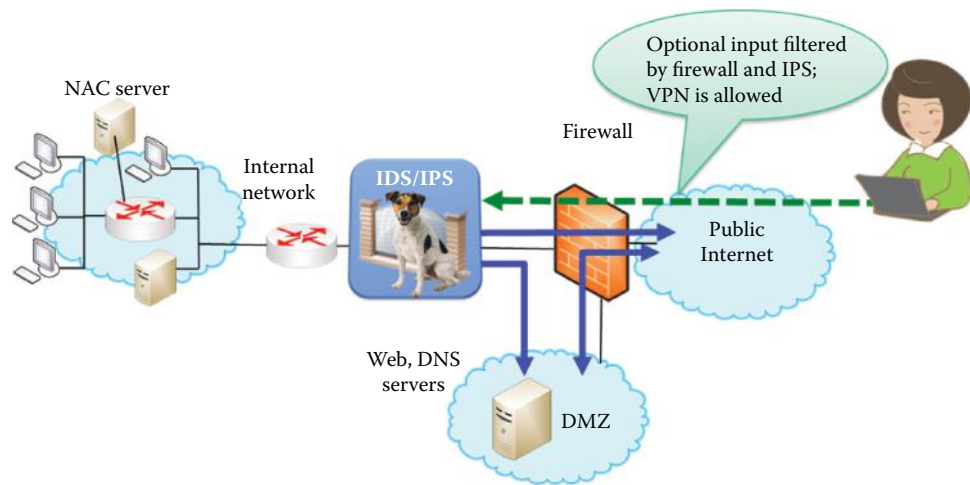 Optional input filtered
by firewall and IPS;
VPN is allowed
NAC server
Firewall
Internal
network
IDS/IPS
Public
Internet
Web, DNS
servers
DMZ